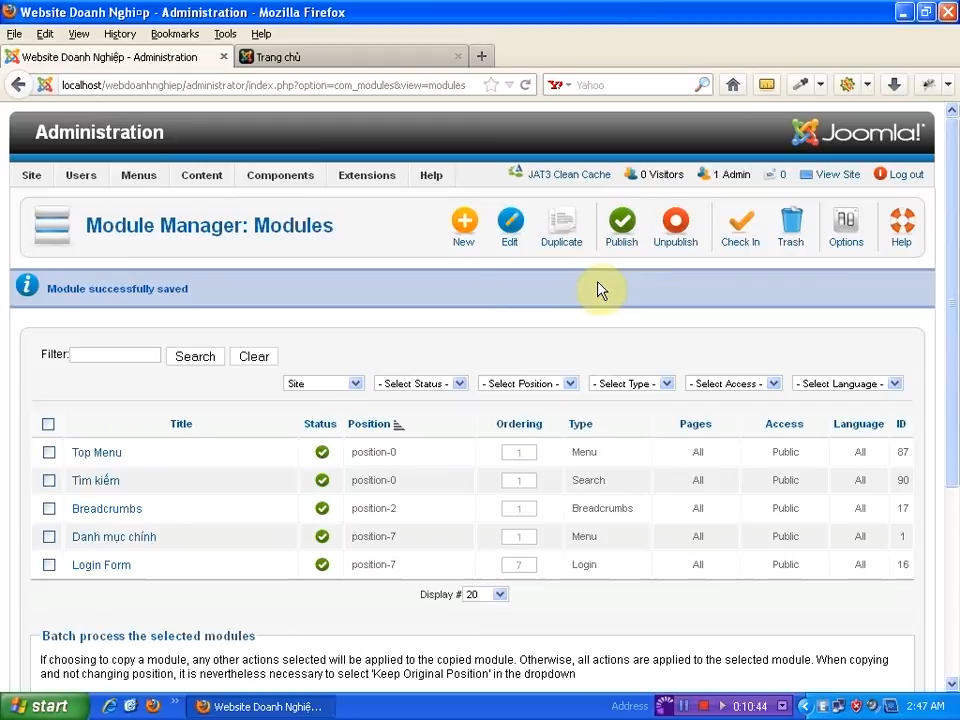 Website Doanh Nghi¤p - Administration - Mozilla Firefox
File Edit View History Bookmarks Tools Help
Website Doanh Nghiệp - Administration × Trang chủ × +
localhost/webdoanhnghiep/administrator/index.php?option=com_modules&view=modules Yahoo
Administration Joomla!
Site Users Menus Content Components Extensions Help JAT3 Clean Cache 0 Visitors 1 Admin 0 View Site Log out
Module Manager: Modules
New Edit Duplicate Publish Unpublish Check In Trash Options Help
Module successfully saved
Filter: Search Clear
Site - Select Status - - Select Position - - Select Type - - Select Access - - Select Language -
Title Status Position Ordering Type Pages Access Language ID
Top Menu position-0 1 Menu All Public All 87
Tìm kiếm position-0 1 Search All Public All 90
Breadcrumbs position-2 1 Breadcrumbs All Public All 17
Danh mục chính position-7 1 Menu All Public All 1
Login Form position-7 7 Login All Public All 16
Display # 20
Batch process the selected modules
If choosing to copy a module, any other actions selected will be applied to the copied module. Otherwise, all actions are applied to the selected module. When copying
and not changing position, it is nevertheless necessary to select 'Keep Original Position' in the dropdown
start Website Doanh Nghiệ... Address 0:10:44 2:47 AM